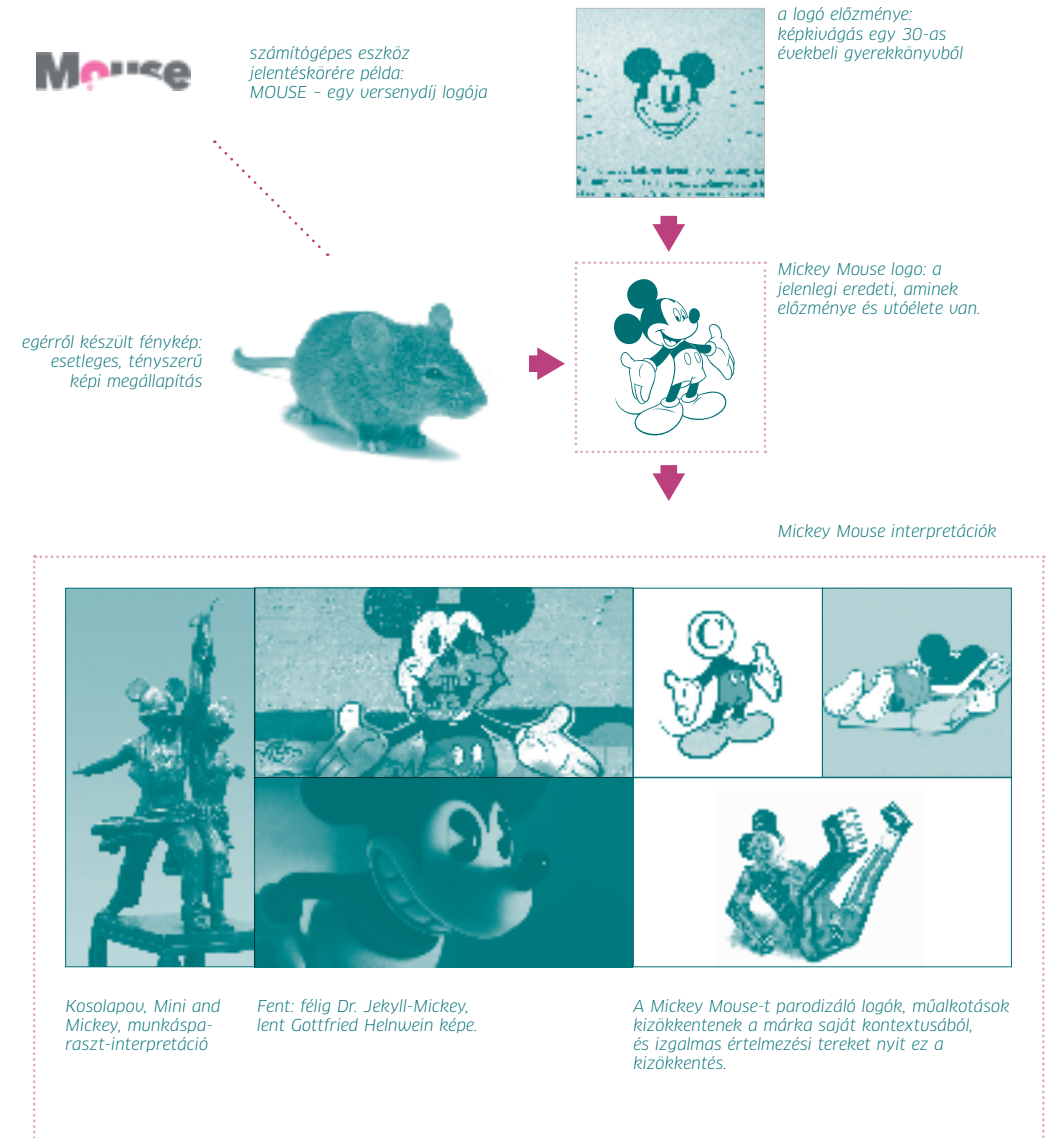 Mouse
számítógépes eszköz
jelentéskörére példa:
MOUSE – egy versenydíj logója
a logó előzménye:
képkivágás egy 30-as
évekbeli gyerekkönyvből
Mickey Mouse logo: a
jelenlegi eredeti, aminek
előzménye és utóélete van.
egérről készült fénykép:
esetleges, tényszerű
képi megállapítás
Mickey Mouse interpretációk
C
Kosolapov, Mini and
Mickey, munkáspa-
raszt-interpretáció
Fent: félig Dr. Jekyll-Mickey,
lent Gottfried Helnwein képe.
A Mickey Mouse-t parodizáló logók, műalkotások
kizökkentenek a márka saját kontextusából,
és izgalmas értelmezési tereket nyit ez a
kizökkentés.